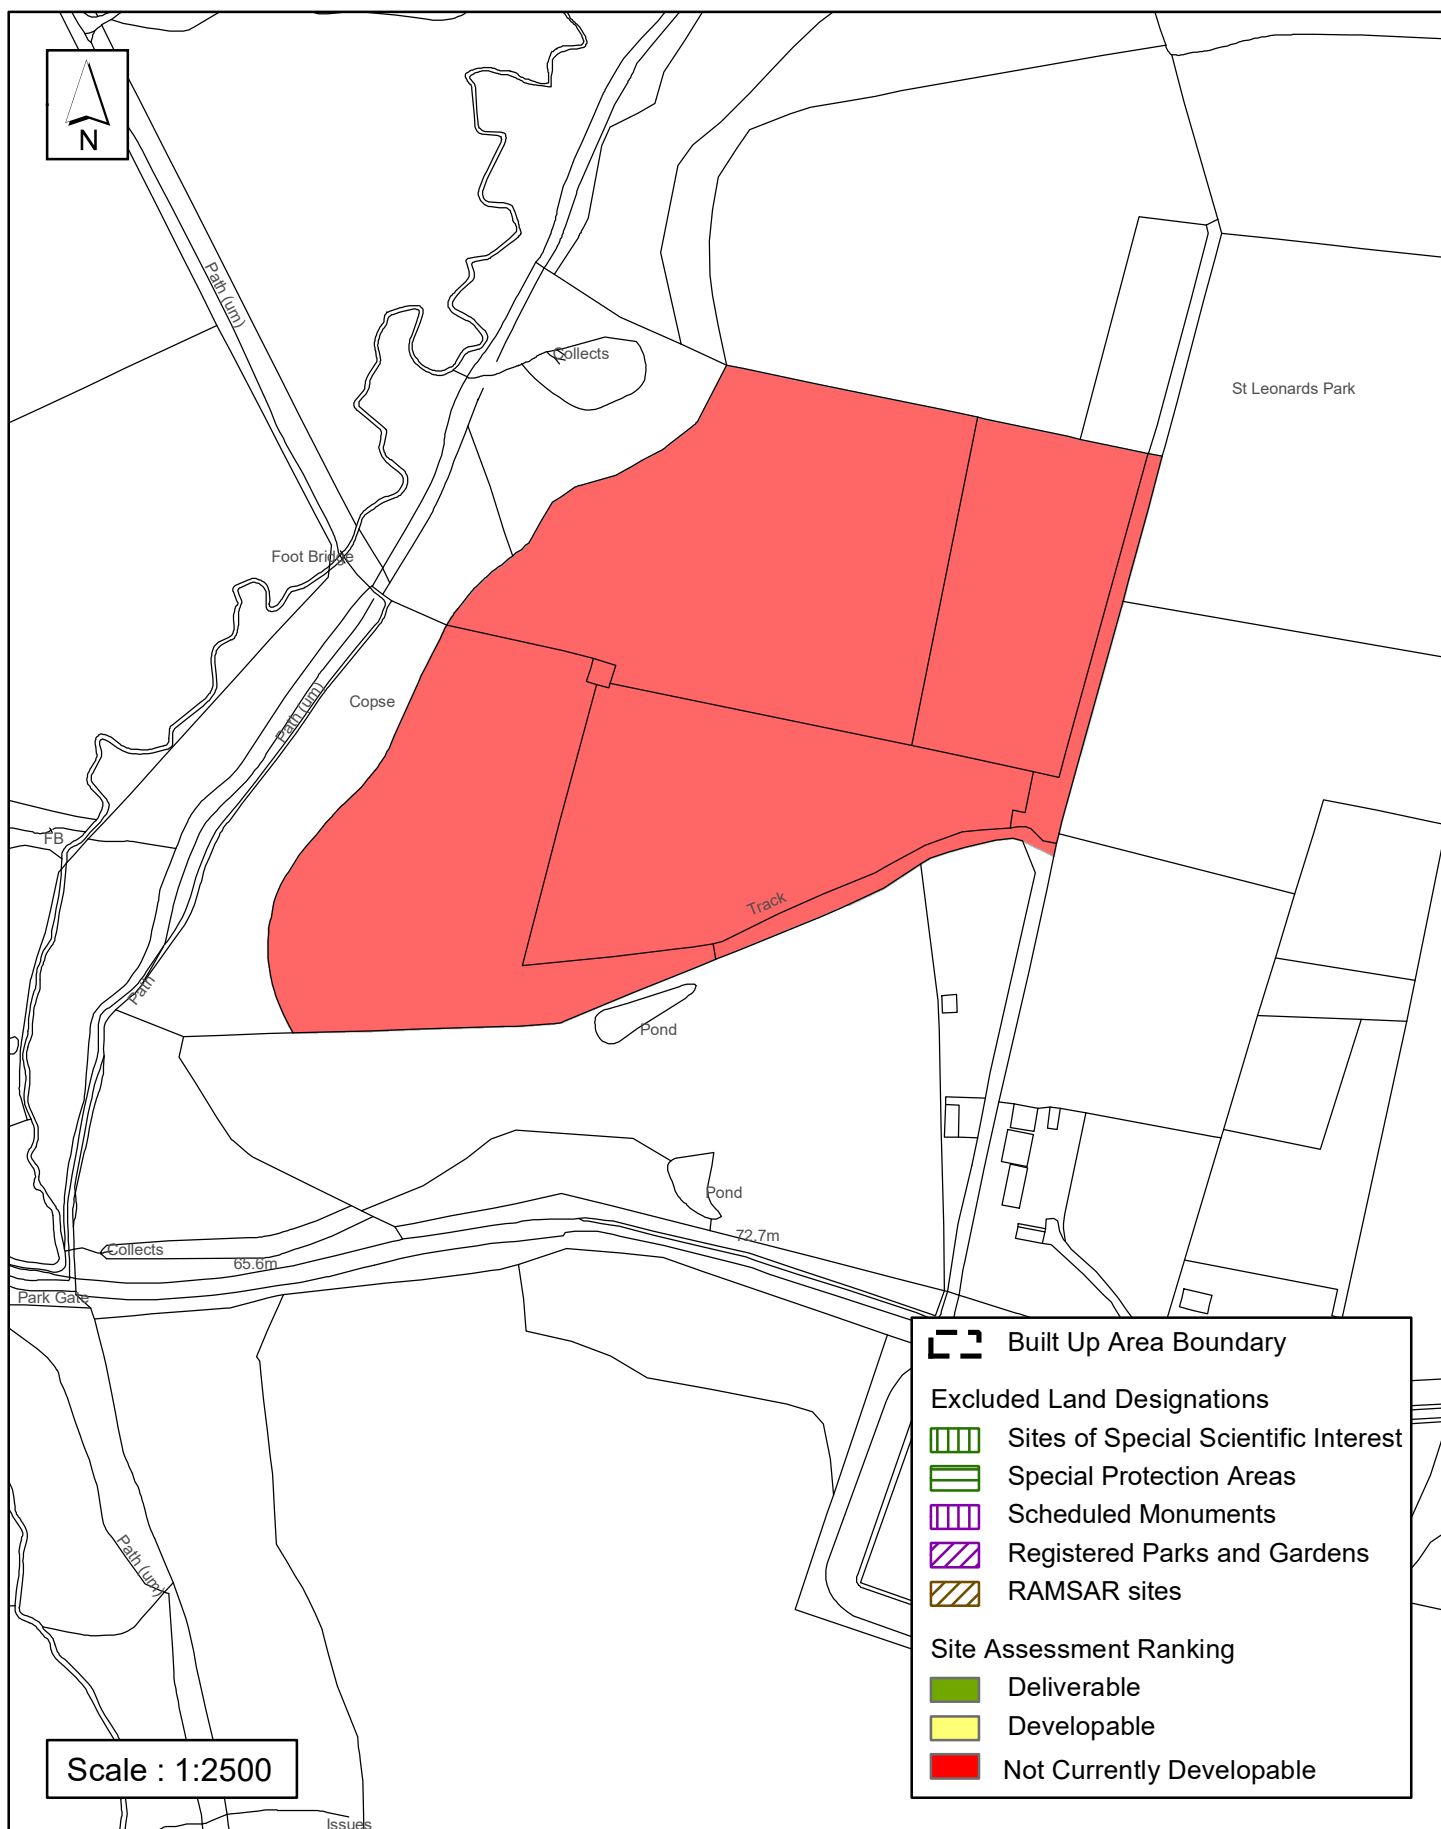 N
Path (um)
Collects
St Leonards Park
Foot Bridge
Copse
Path (um)
FB
Track
Path
Pond
Pond
72.7m
Collects
65.6m
Park Gate
Path (um)
Issues
Built Up Area Boundary
Excluded Land Designations
Sites of Special Scientific Interest
Special Protection Areas
Scheduled Monuments
Registered Parks and Gardens
RAMSAR sites
Site Assessment Ranking
Deliverable
Developable
Not Currently Developable
Scale : 1:2500